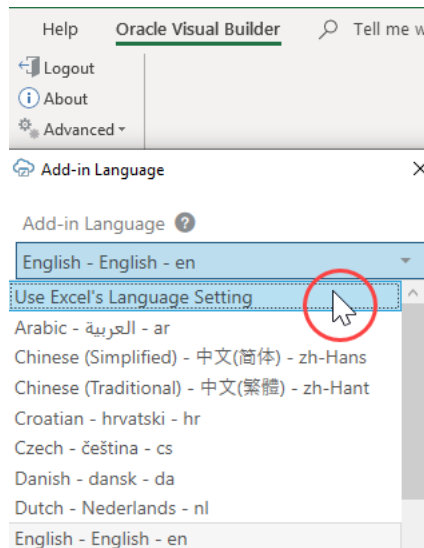 Help Oracle Visual Builder Tell me
Logout
About
Advanced
Add-in Language
Add-in Language
English - English - en
Use Excel's Language Setting
Arabic - العربية - ar
Chinese (Simplified) - 中文(简体) - zh-Hans
Chinese (Traditional) - 中文(繁體) - zh-Hant
Croatian - hrvatski - hr
Czech - čeština - cs
Danish - dansk - da
Dutch - Nederlands - nl
English - English - en